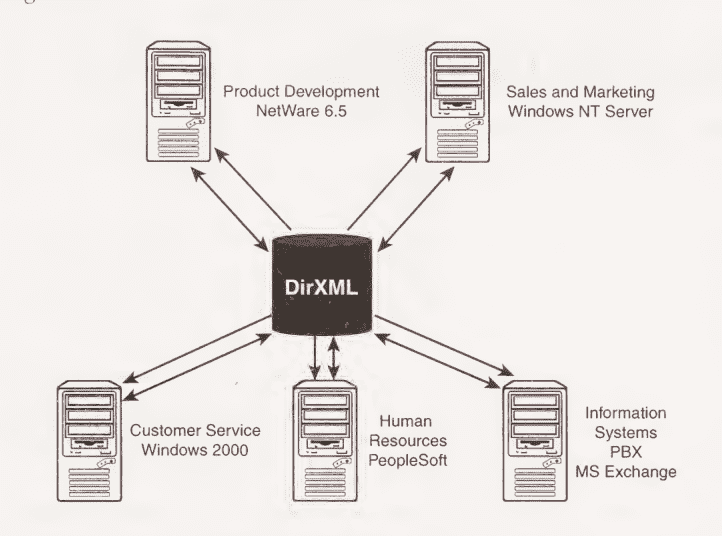 Product Development
NetWare 6.5
Sales and Marketing
Windows NT Server
DirXML
Customer Service
Windows 2000
Human
Resources
PeopleSoft
Information
Systems
PBX
MS Exchange